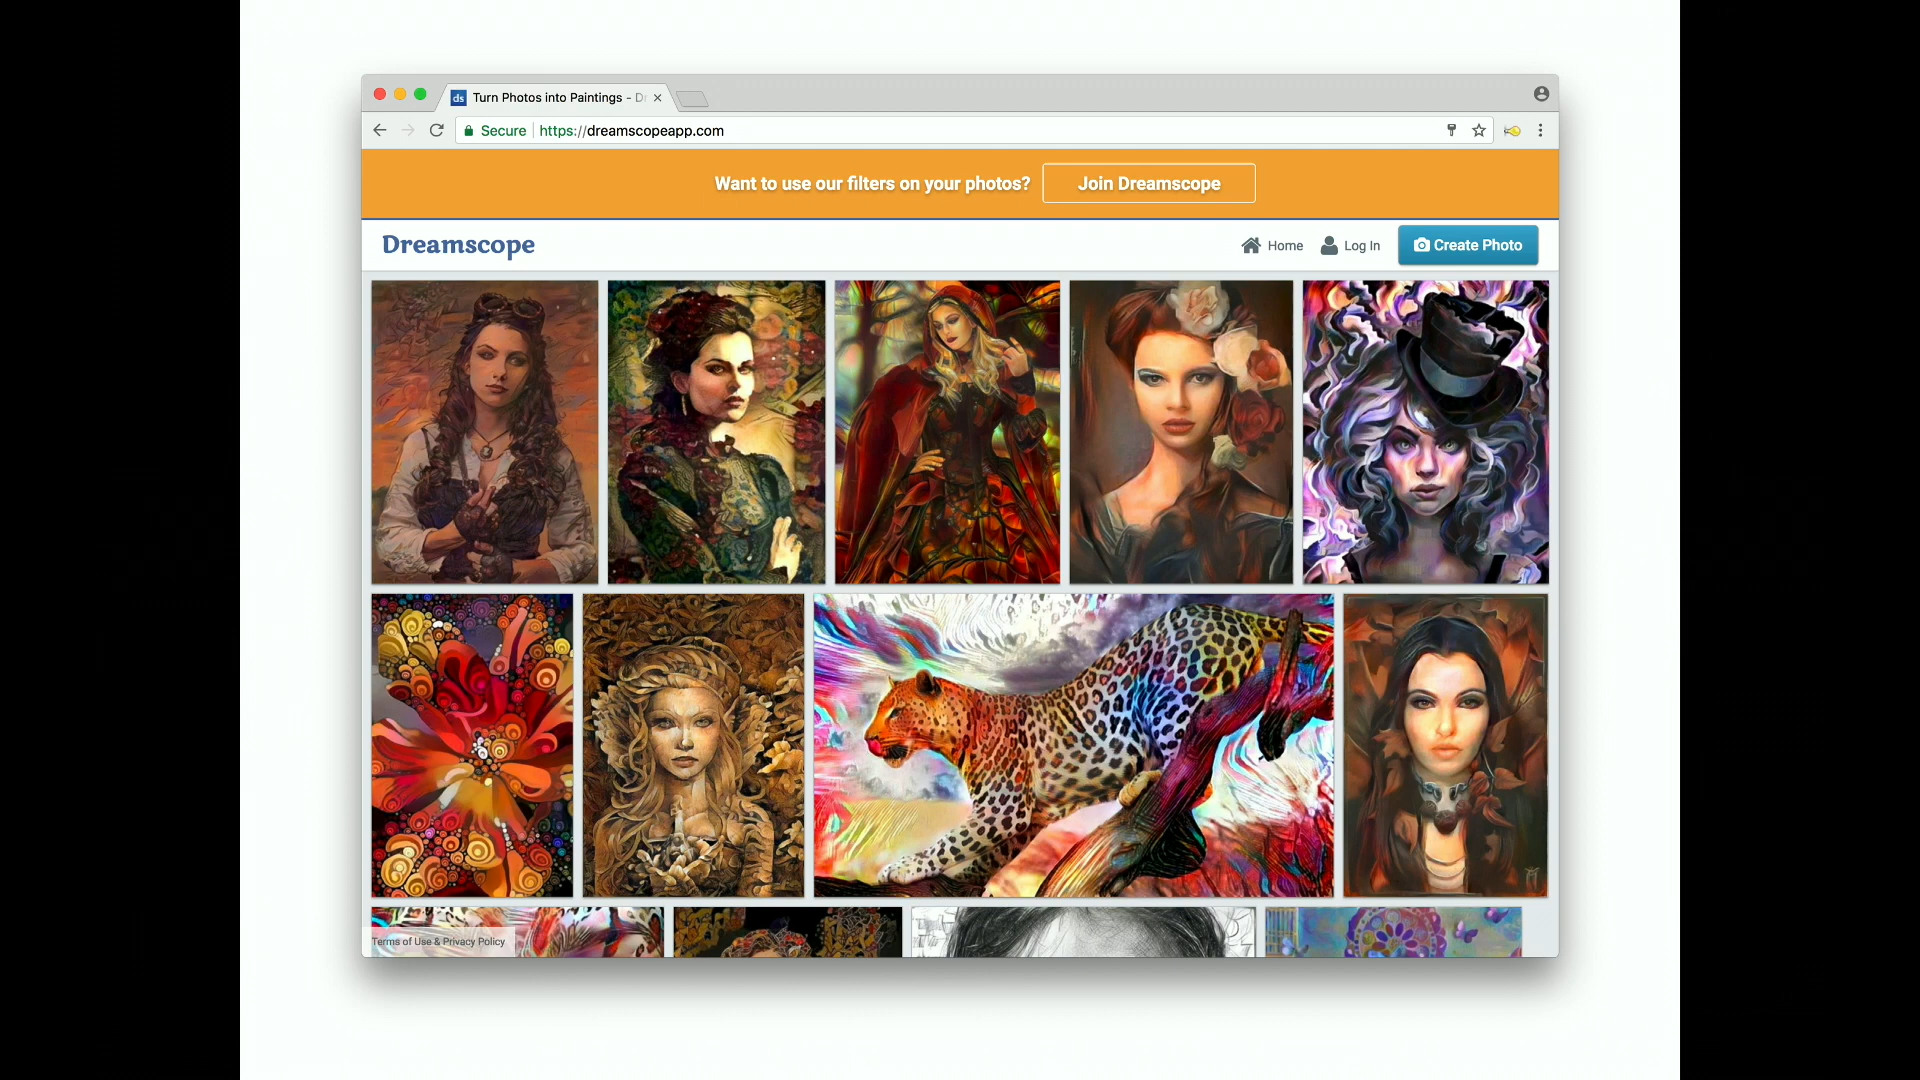 ds Turn Photos into Paintings - D
Secure https://dreamscopeapp.com
Want to use our filters on your photos? Join Dreamscope
Dreamscope Home Log In Create Photo
Terms of Use & Privacy Policy